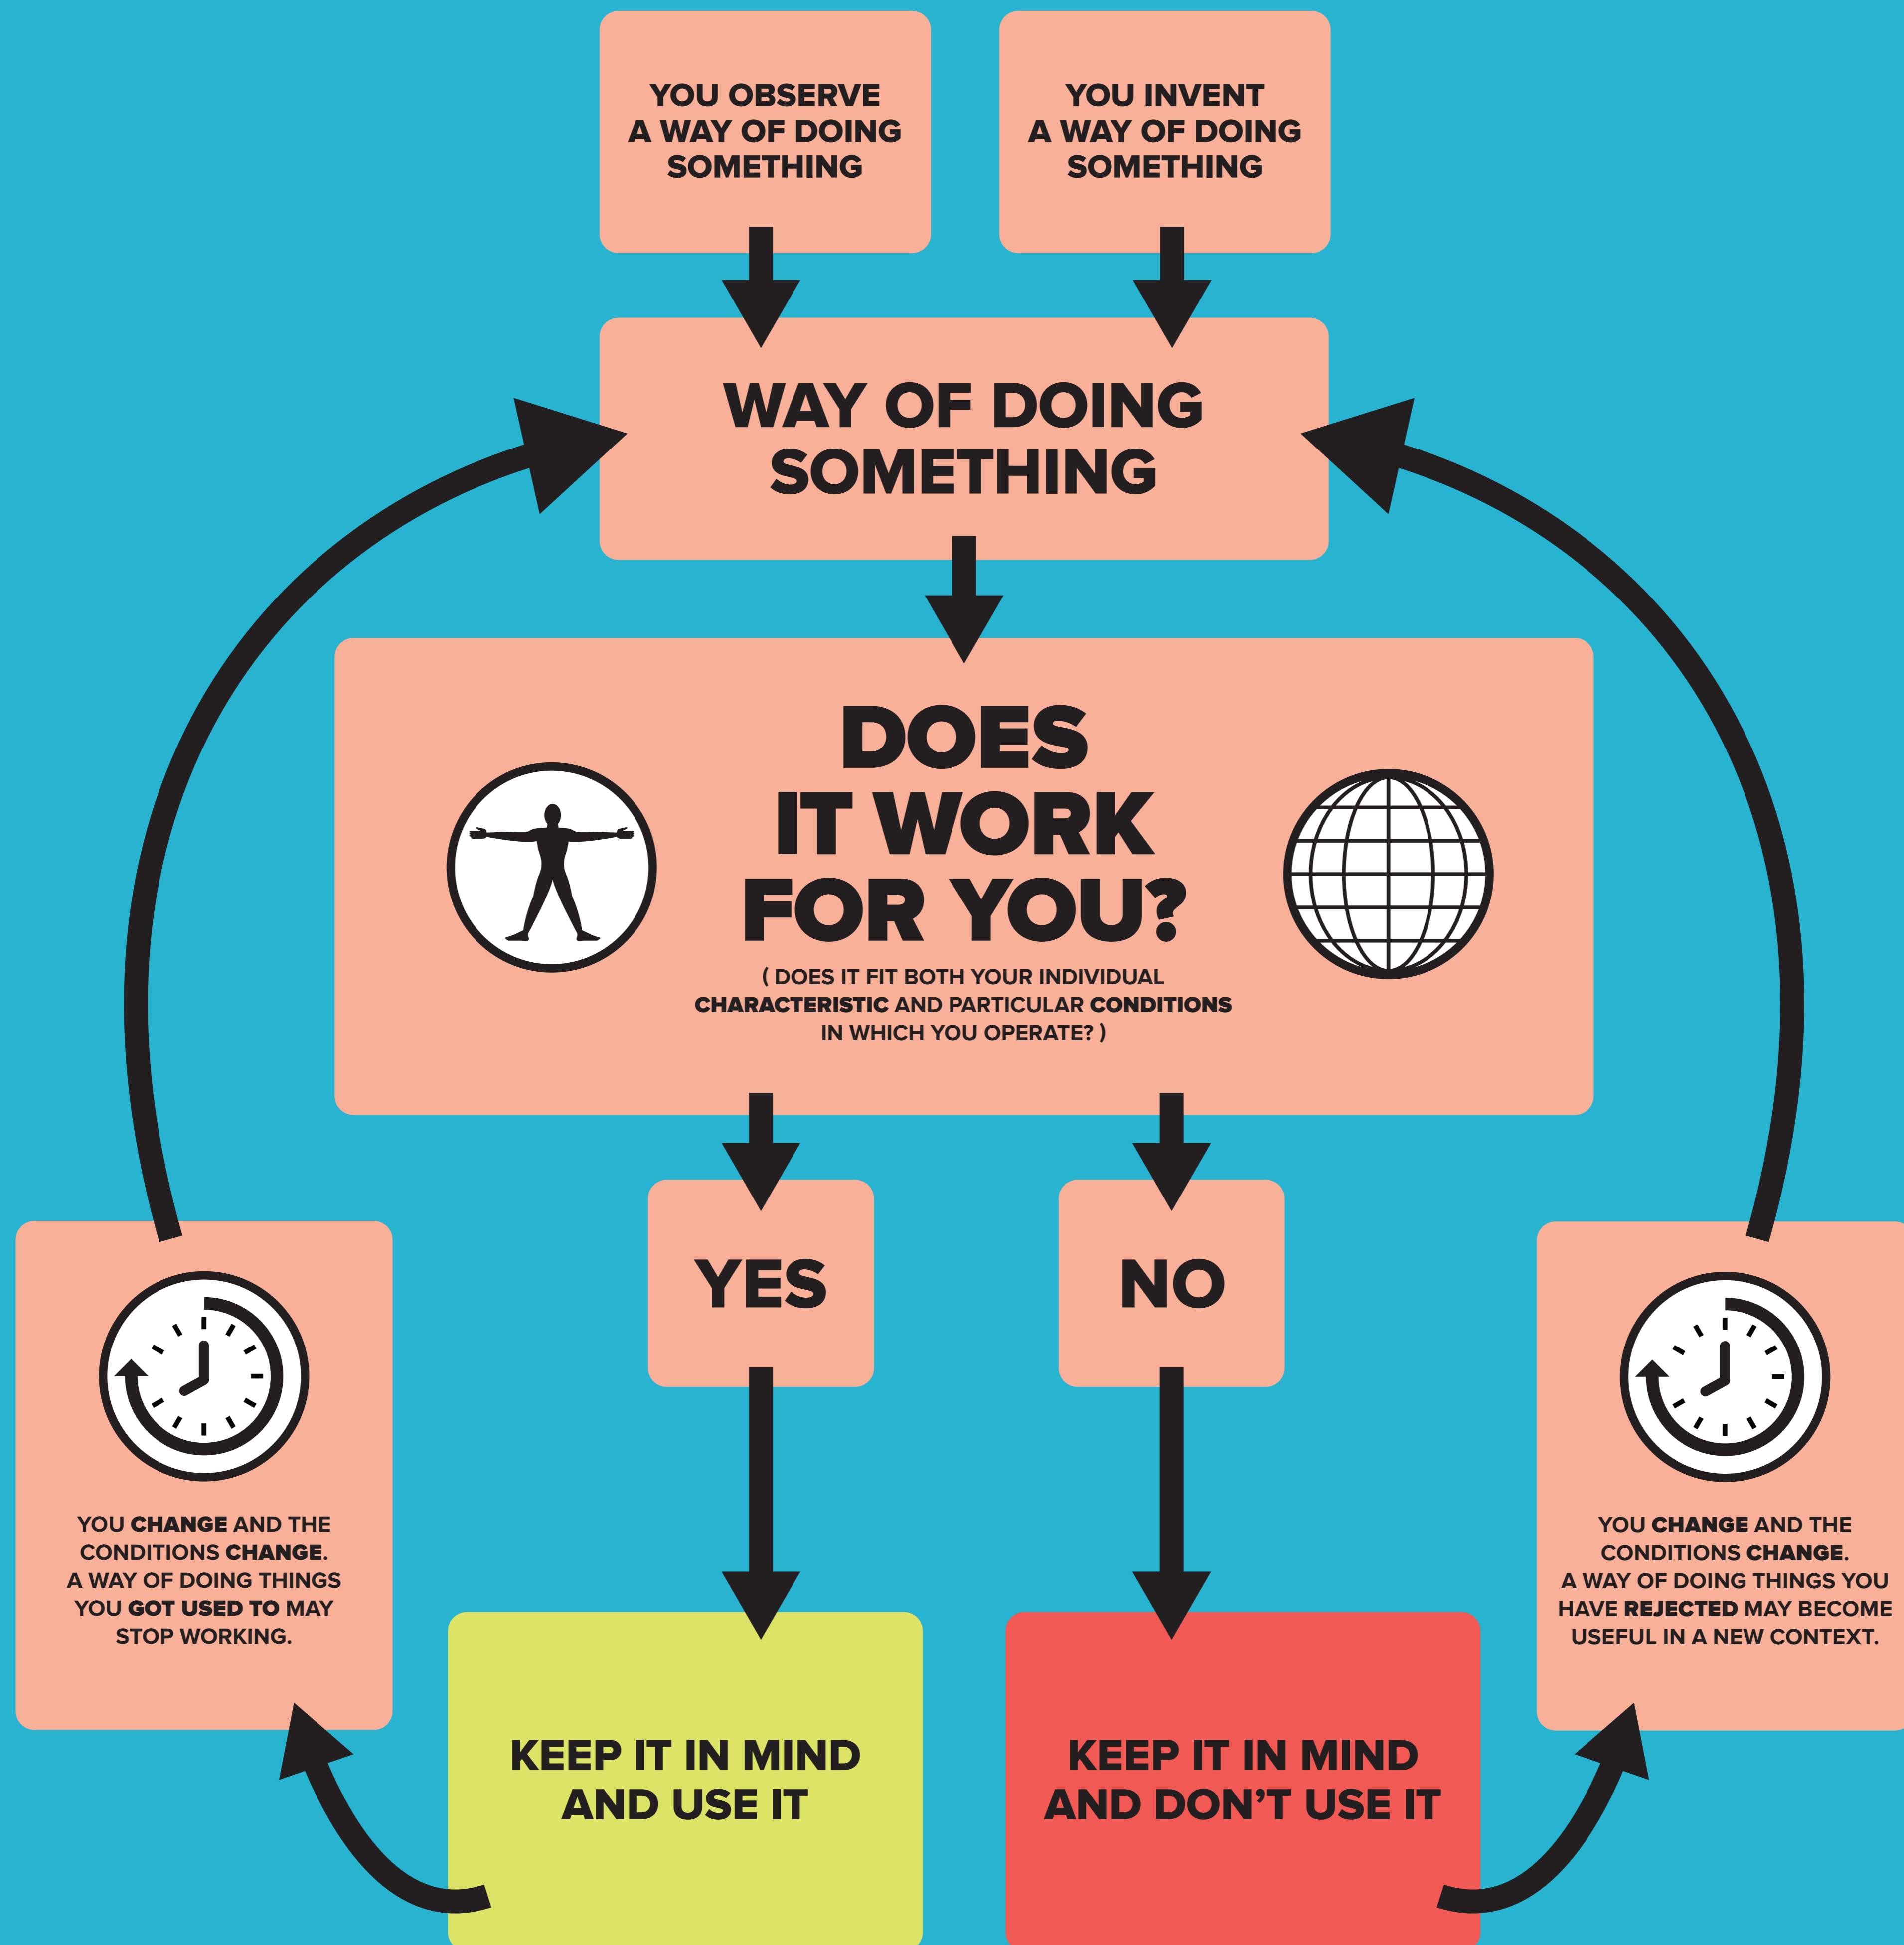 YOU OBSERVE
A WAY OF DOING
SOMETHING
YOU INVENT
A WAY OF DOING
SOMETHING
WAY OF DOING
SOMETHING
DOES
IT WORK
FOR YOU?
( DOES IT FIT BOTH YOUR INDIVIDUAL
CHARACTERISTIC AND PARTICULAR CONDITIONS
IN WHICH YOU OPERATE? )
YES
NO
YOU CHANGE AND THE
CONDITIONS CHANGE.
A WAY OF DOING THINGS
YOU GOT USED TO MAY
STOP WORKING.
YOU CHANGE AND THE
CONDITIONS CHANGE.
A WAY OF DOING THINGS YOU
HAVE REJECTED MAY BECOME
USEFUL IN A NEW CONTEXT.
KEEP IT IN MIND
AND USE IT
KEEP IT IN MIND
AND DON'T USE IT